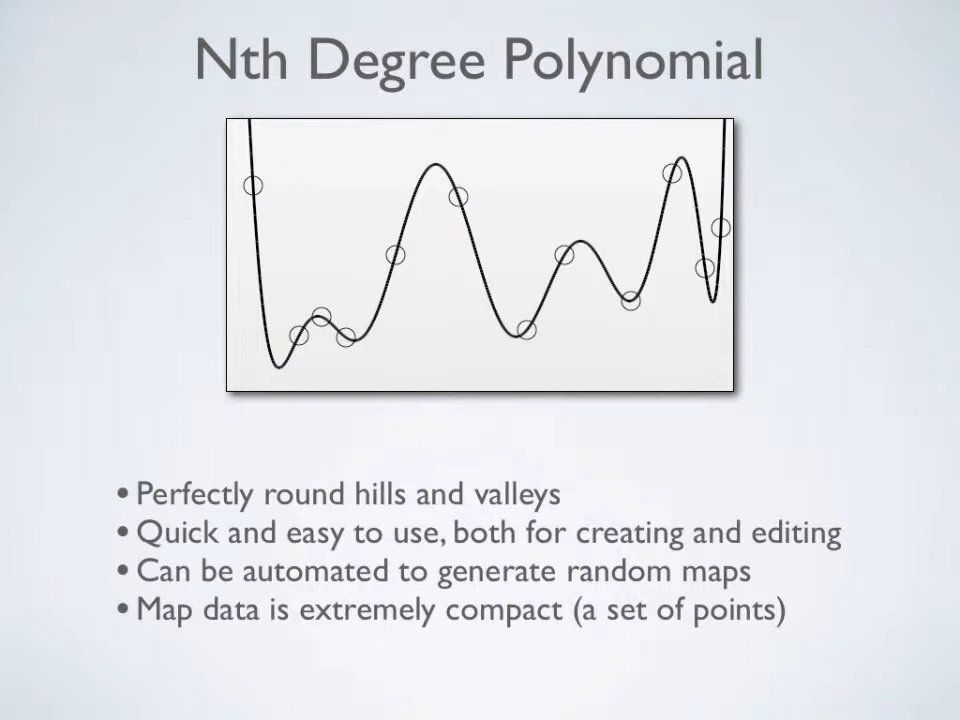 Nth Degree Polynomial
• Perfectly round hills and valleys
• Quick and easy to use, both for creating and editing
• Can be automated to generate random maps
• Map data is extremely compact (a set of points)